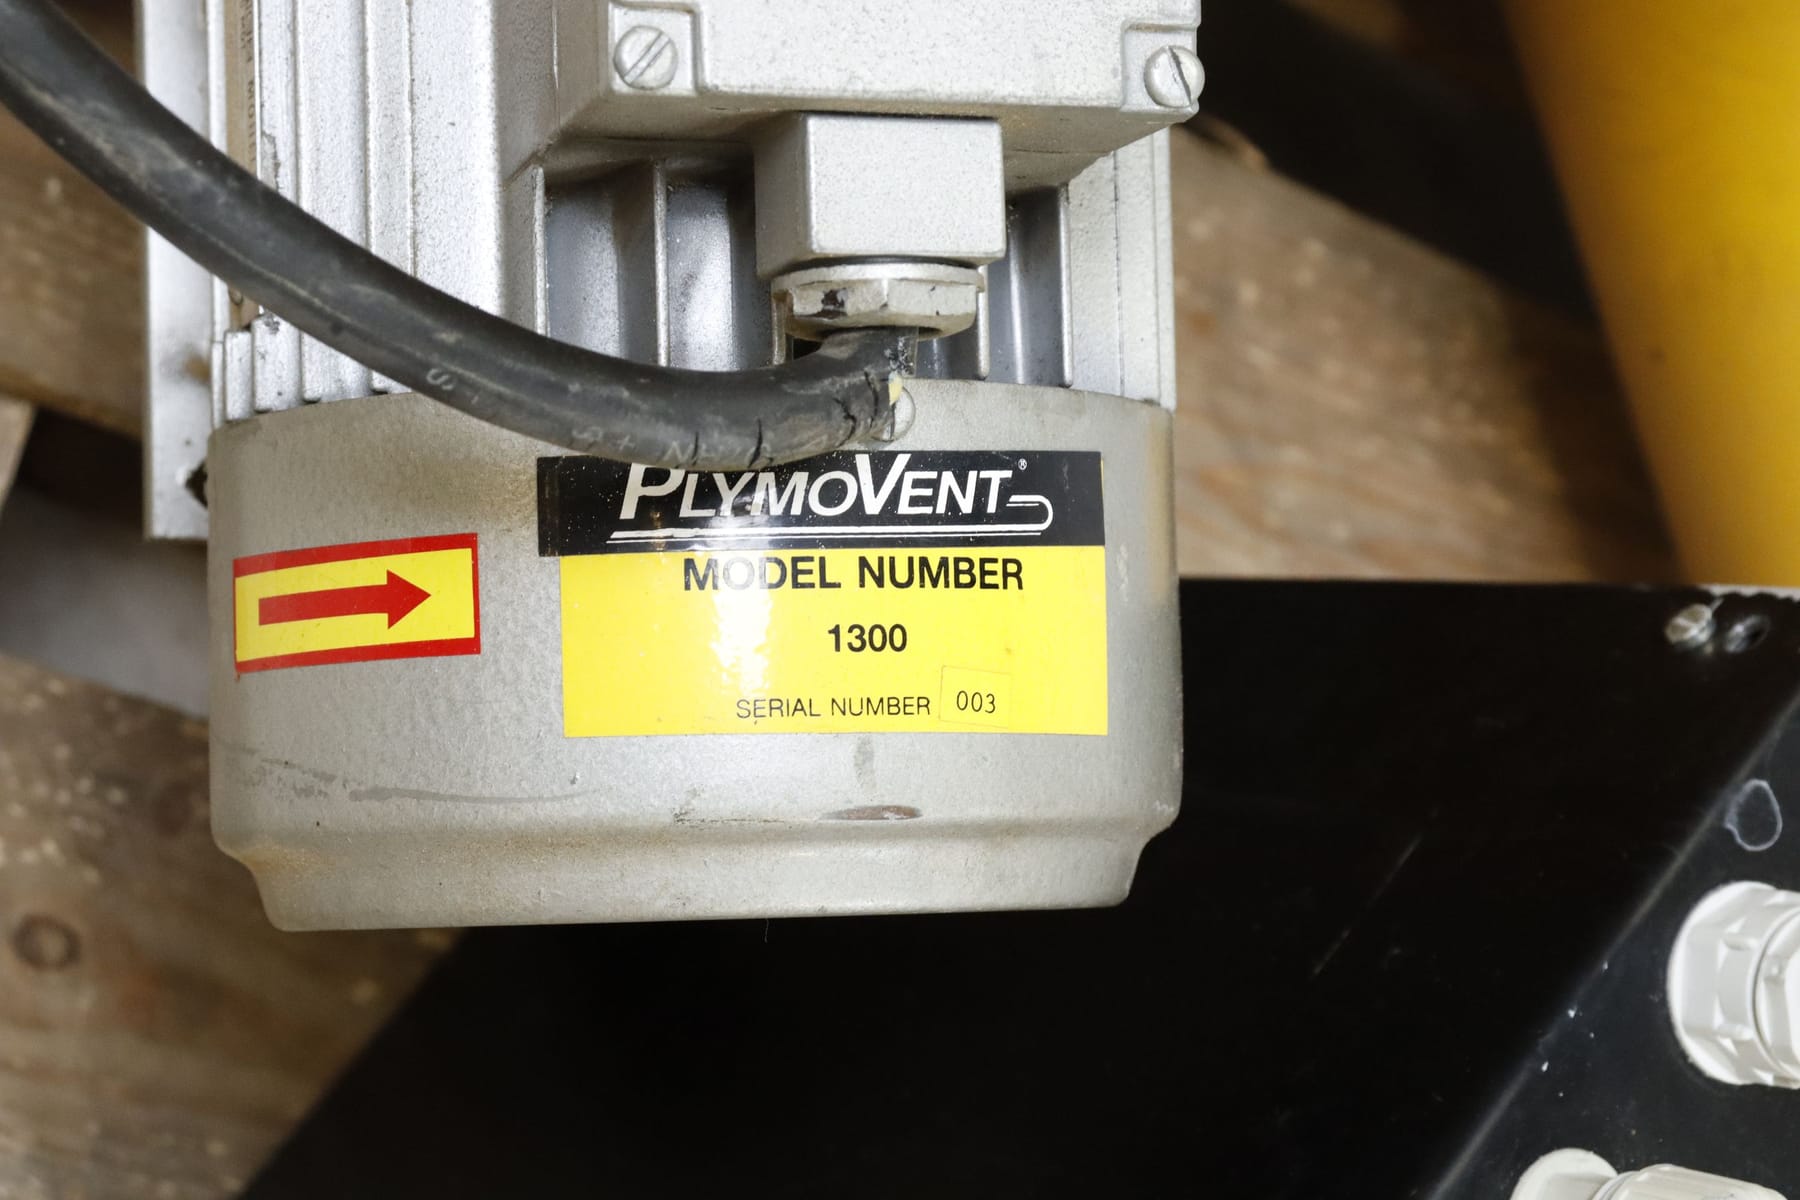 PLYMOVENT®
MODEL NUMBER
1300
SERIAL NUMBER 003